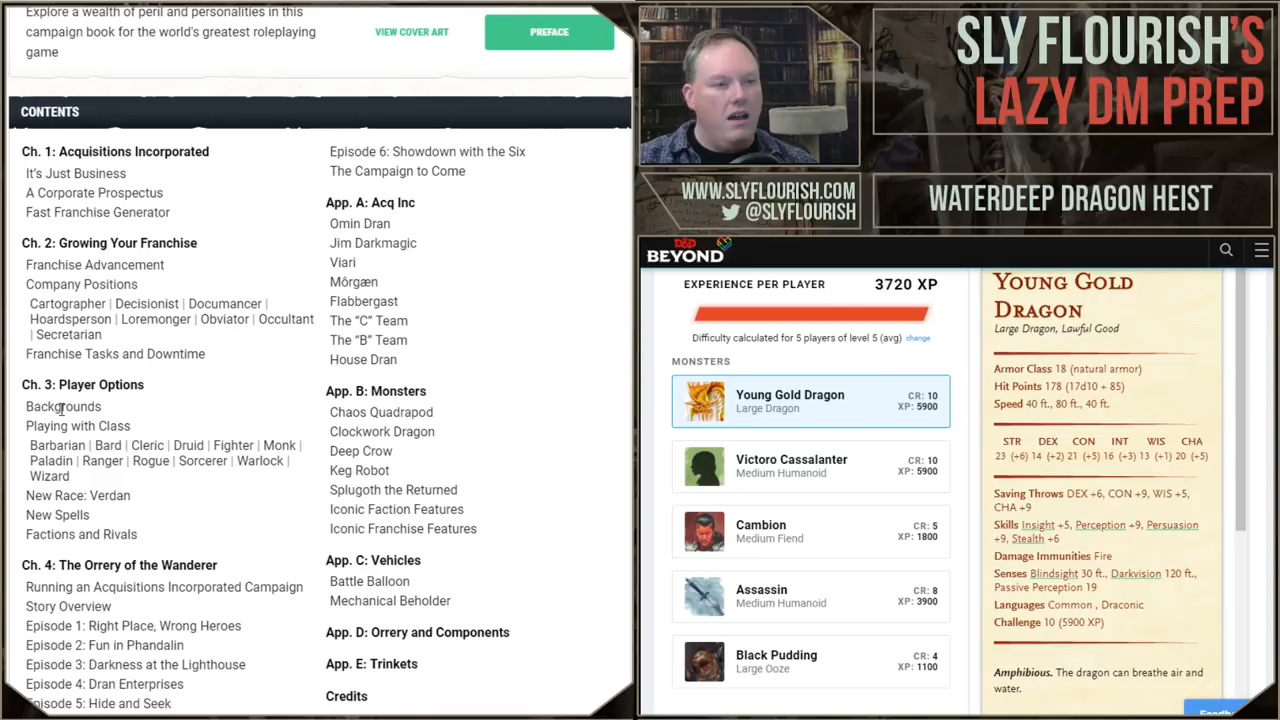 Explore a wealth of peril and personalities in this
campaign book for the world's greatest roleplaying
game
VIEW COVER ART
PREFACE
CONTENTS
Ch. 1: Acquisitions Incorporated
It's Just Business
A Corporate Prospectus
Fast Franchise Generator
Ch. 2: Growing Your Franchise
Franchise Advancement
Company Positions
Cartographer | Decisionist | Documancer |
Hoardsperson | Loremonger | Obviator | Occultant
| Secretarian
Franchise Tasks and Downtime
Ch. 3: Player Options
Backgrounds
Playing with Class
Barbarian | Bard | Cleric | Druid | Fighter | Monk |
Paladin | Ranger | Rogue | Sorcerer | Warlock |
Wizard
New Race: Verdan
New Spells
Factions and Rivals
Ch. 4: The Orrery of the Wanderer
Running an Acquisitions Incorporated Campaign
Story Overview
Episode 1: Right Place, Wrong Heroes
Episode 2: Fun in Phandalin
Episode 3: Darkness at the Lighthouse
Episode 4: Dran Enterprises
Episode 5: Hide and Seek
Episode 6: Showdown with the Six
The Campaign to Come
App. A: Acq Inc
Omin Dran
Jim Darkmagic
Viari
Môrgæn
Flabbergast
The “C” Team
The “B” Team
House Dran
App. B: Monsters
Chaos Quadrapod
Clockwork Dragon
Deep Crow
Keg Robot
Splugoth the Returned
Iconic Faction Features
Iconic Franchise Features
App. C: Vehicles
Battle Balloon
Mechanical Beholder
App. D: Orrery and Components
App. E: Trinkets
Credits
SLY FLOURISH'S
LAZY DM PREP
WWW.SLYFLOURISH.COM
@SLYFLOURISH
WATERDEEP DRAGON HEIST
D&D
BEYOND
EXPERIENCE PER PLAYER 3720 XP
Difficulty calculated for 5 players of level 5 (avg) change
MONSTERS
Young Gold Dragon CR: 10
Large Dragon XP: 5900
Victoro Cassalanter CR: 10
Medium Humanoid XP: 5900
Cambion CR: 5
Medium Fiend XP: 1800
Assassin CR: 8
Medium Humanoid XP: 3900
Black Pudding CR: 4
Large Ooze XP: 1100
Young Gold
Dragon
Large Dragon, Lawful Good
Armor Class 18 (natural armor)
Hit Points 178 (17d10 + 85)
Speed 40 ft., 80 ft., 40 ft.
STR DEX CON INT WIS CHA
23 (+6) 14 (+2) 21 (+5) 16 (+3) 13 (+1) 20 (+5)
Saving Throws DEX +6, CON +9, WIS +5,
CHA +9
Skills Insight +5, Perception +9, Persuasion
+9, Stealth +6
Damage Immunities Fire
Senses Blindsight 30 ft., Darkvision 120 ft.,
Passive Perception 19
Languages Common , Draconic
Challenge 10 (5900 XP)
Amphibious. The dragon can breathe air and
water.